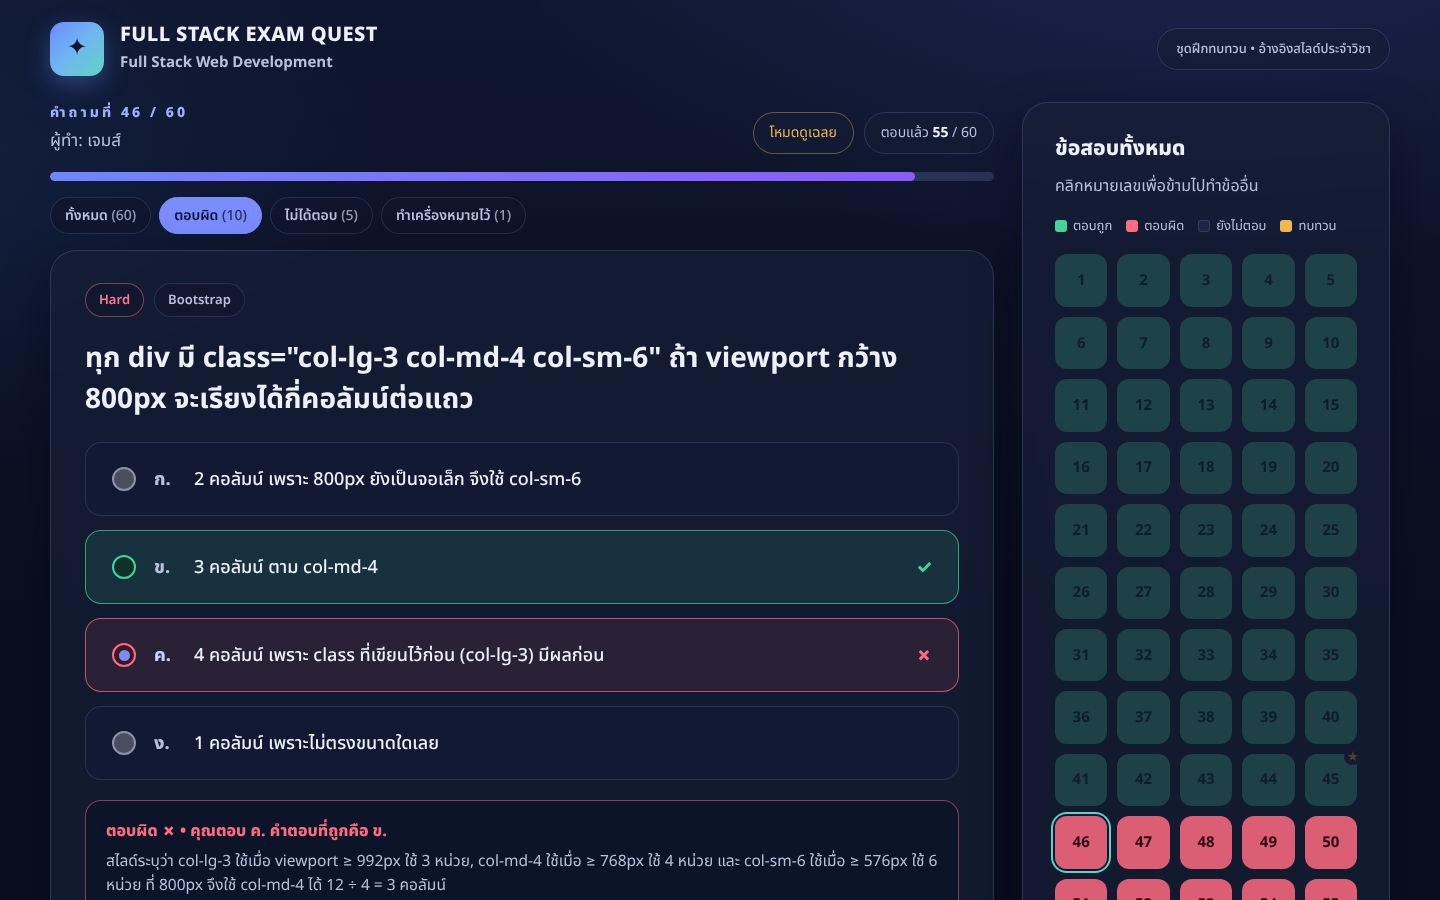 FULL STACK EXAM QUEST
Full Stack Web Development
ชุดฝึกทบทวน • อ้างอิงสไลด์ประจำวิชา
คำถามที่ 46 / 60
ผู้ทำ: เจมส์
โหมดดูเฉลย
ตอบแล้ว 55 / 60
ทั้งหมด (60)
ตอบผิด (10)
ไม่ได้ตอบ (5)
ทำเครื่องหมายไว้ (1)
Hard
Bootstrap
ทุก div มี class="col-lg-3 col-md-4 col-sm-6" ถ้า viewport กว้าง
800px จะเรียงได้กี่คอลัมน์ต่อแถว
ก. 2 คอลัมน์ เพราะ 800px ยังเป็นจอเล็ก จึงใช้ col-sm-6
ข. 3 คอลัมน์ ตาม col-md-4
ค. 4 คอลัมน์ เพราะ class ที่เขียนไว้ก่อน (col-lg-3) มีผลก่อน
ง. 1 คอลัมน์ เพราะไม่ตรงขนาดใดเลย
ตอบผิด ✕ • คุณตอบ ค. คำตอบที่ถูกคือ ข.
สไลด์ระบุว่า col-lg-3 ใช้เมื่อ viewport ≥ 992px ใช้ 3 หน่วย, col-md-4 ใช้เมื่อ ≥ 768px ใช้ 4 หน่วย และ col-sm-6 ใช้เมื่อ ≥ 576px ใช้ 6
หน่วย ที่ 800px จึงใช้ col-md-4 ได้ 12 ÷ 4 = 3 คอลัมน์
ข้อสอบทั้งหมด
คลิกหมายเลขเพื่อข้ามไปทำข้ออื่น
ตอบถูก ตอบผิด ยังไม่ตอบ ทบทวน
1 2 3 4 5
6 7 8 9 10
11 12 13 14 15
16 17 18 19 20
21 22 23 24 25
26 27 28 29 30
31 32 33 34 35
36 37 38 39 40
41 42 43 44 45
46 47 48 49 50